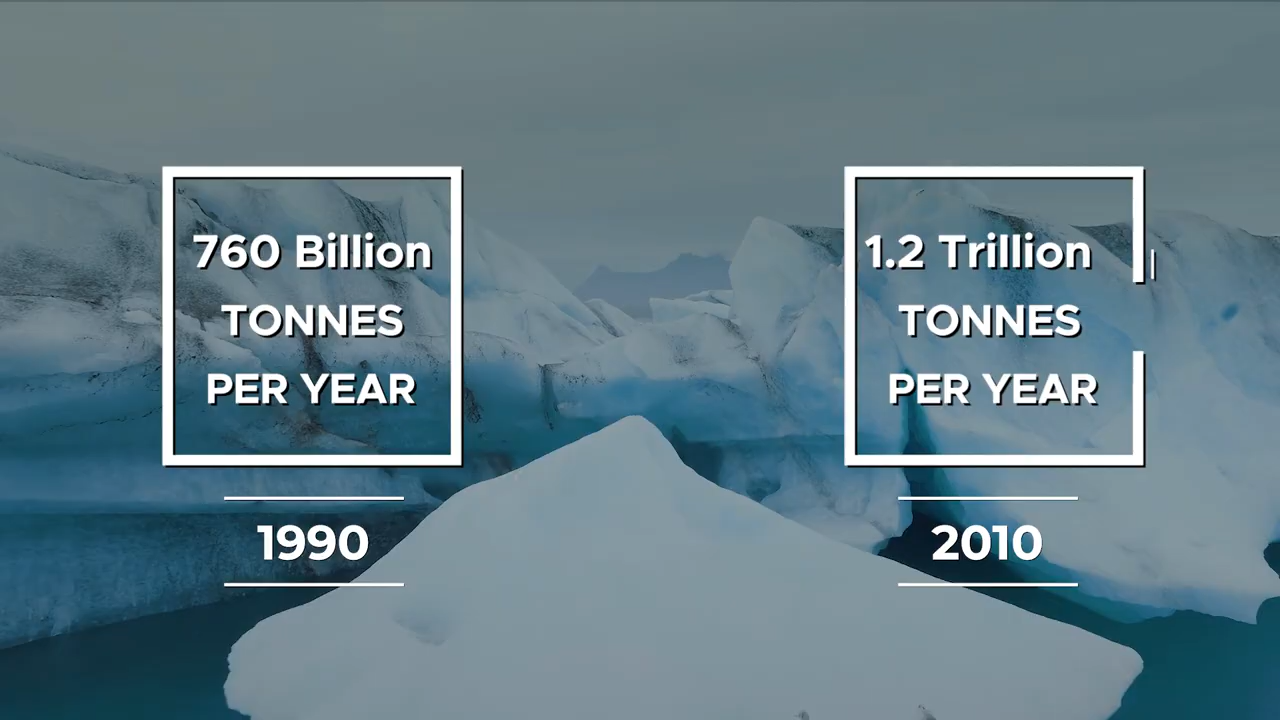 760 Billion
TONNES
PER YEAR
1990
1.2 Trillion
TONNES
PER YEAR
2010